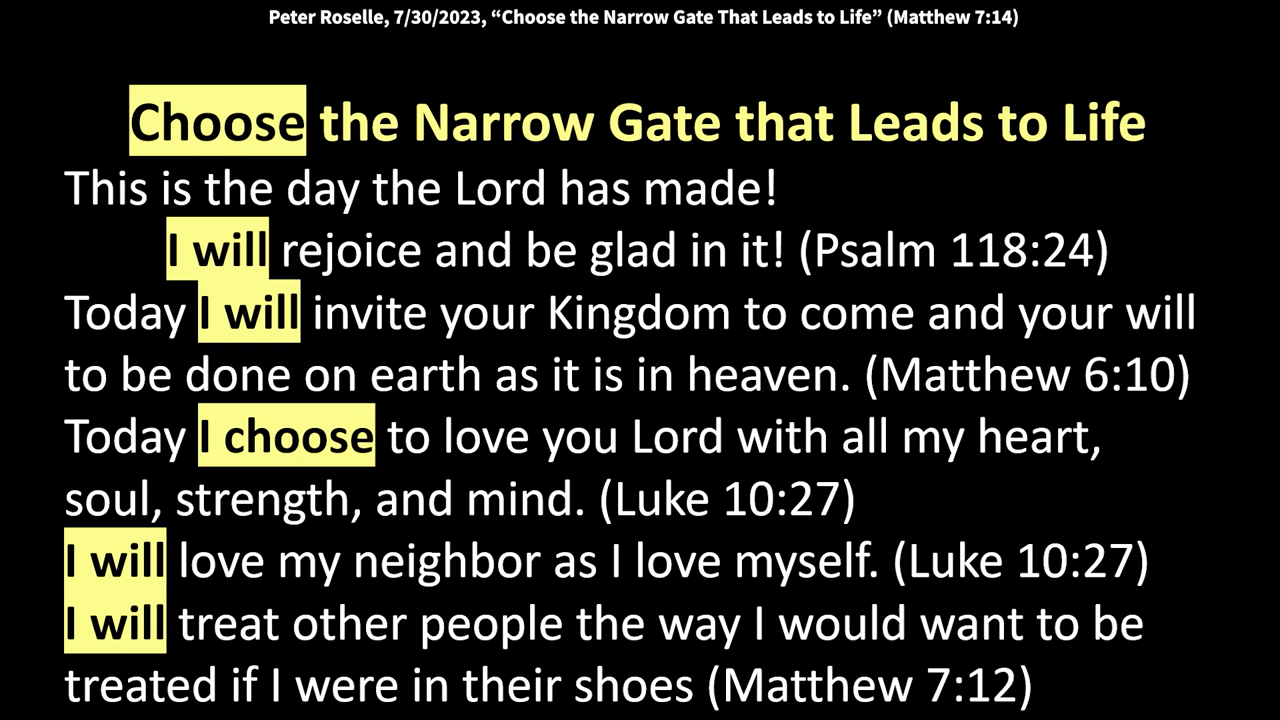 Peter Roselle, 7/30/2023, “Choose the Narrow Gate That Leads to Life” (Matthew 7:14)
Choose the Narrow Gate that Leads to Life
This is the day the Lord has made!
I will rejoice and be glad in it! (Psalm 118:24)
Today I will invite your Kingdom to come and your will
to be done on earth as it is in heaven. (Matthew 6:10)
Today I choose to love you Lord with all my heart,
soul, strength, and mind. (Luke 10:27)
I will love my neighbor as I love myself. (Luke 10:27)
I will treat other people the way I would want to be
treated if I were in their shoes (Matthew 7:12)